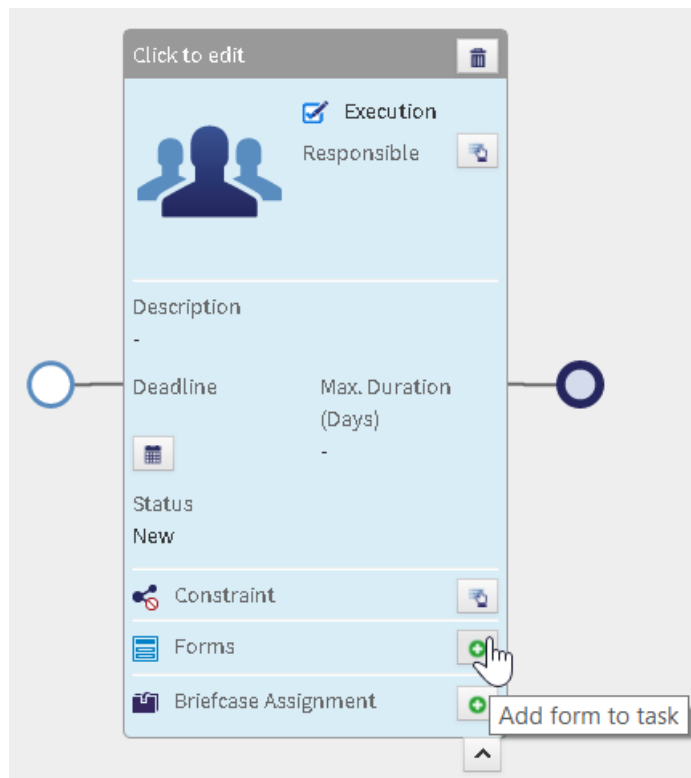 Click to edit
Execution
Responsible
Description
-
Deadline
Max. Duration
(Days)
-
Status
New
Constraint
Forms
Briefcase Assignment
Add form to task